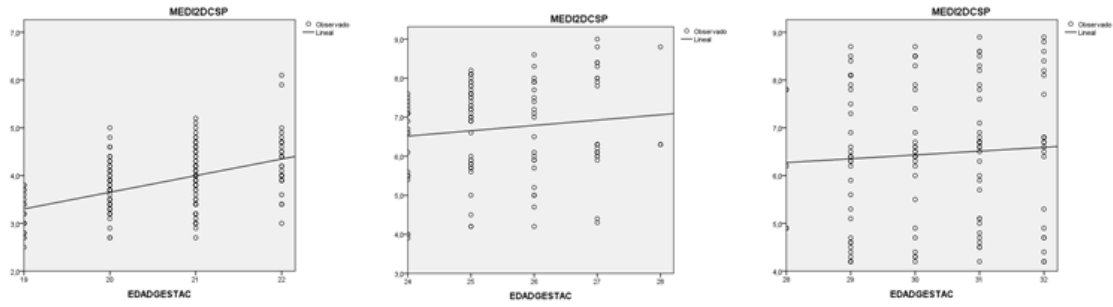 MEDI2DCSP
Observado
Lineal
7,0
6,0
5,0
4,0
3,0
2,0
19
20
21
22
EDADGESTAC
MEDI2DCSP
Observado
Lineal
9,0
8,0
7,0
6,0
5,0
4,0
3,0
24
25
26
27
28
EDADGESTAC
MEDI2DCSP
Observado
Lineal
9,0
8,0
7,0
6,0
5,0
4,0
28
29
30
31
32
EDADGESTAC